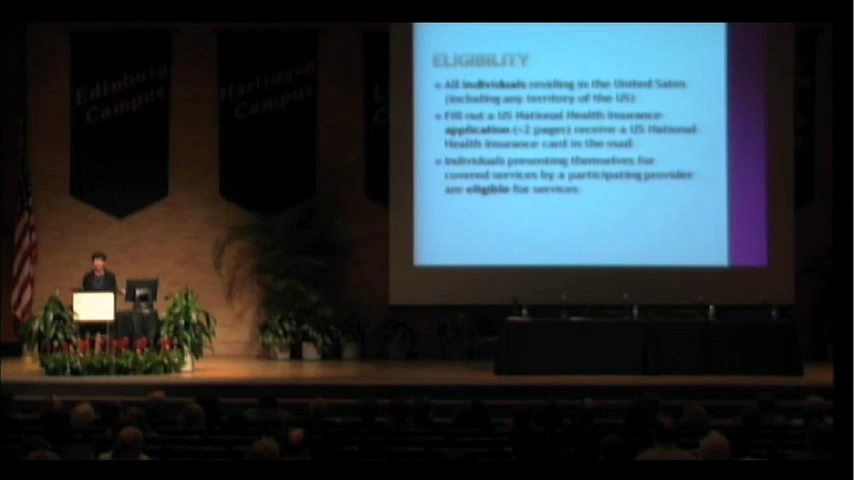 Edinburg
Campus
Harlingen
Campus
ELIGIBILITY
All individuals residing in the United States
(including any territory of the US)
Fill out a US National Health Insurance
application (~2 pages) receive a US National
Health Insurance card in the mail
Individuals presenting themselves for
covered services by a participating provider
are eligible for services